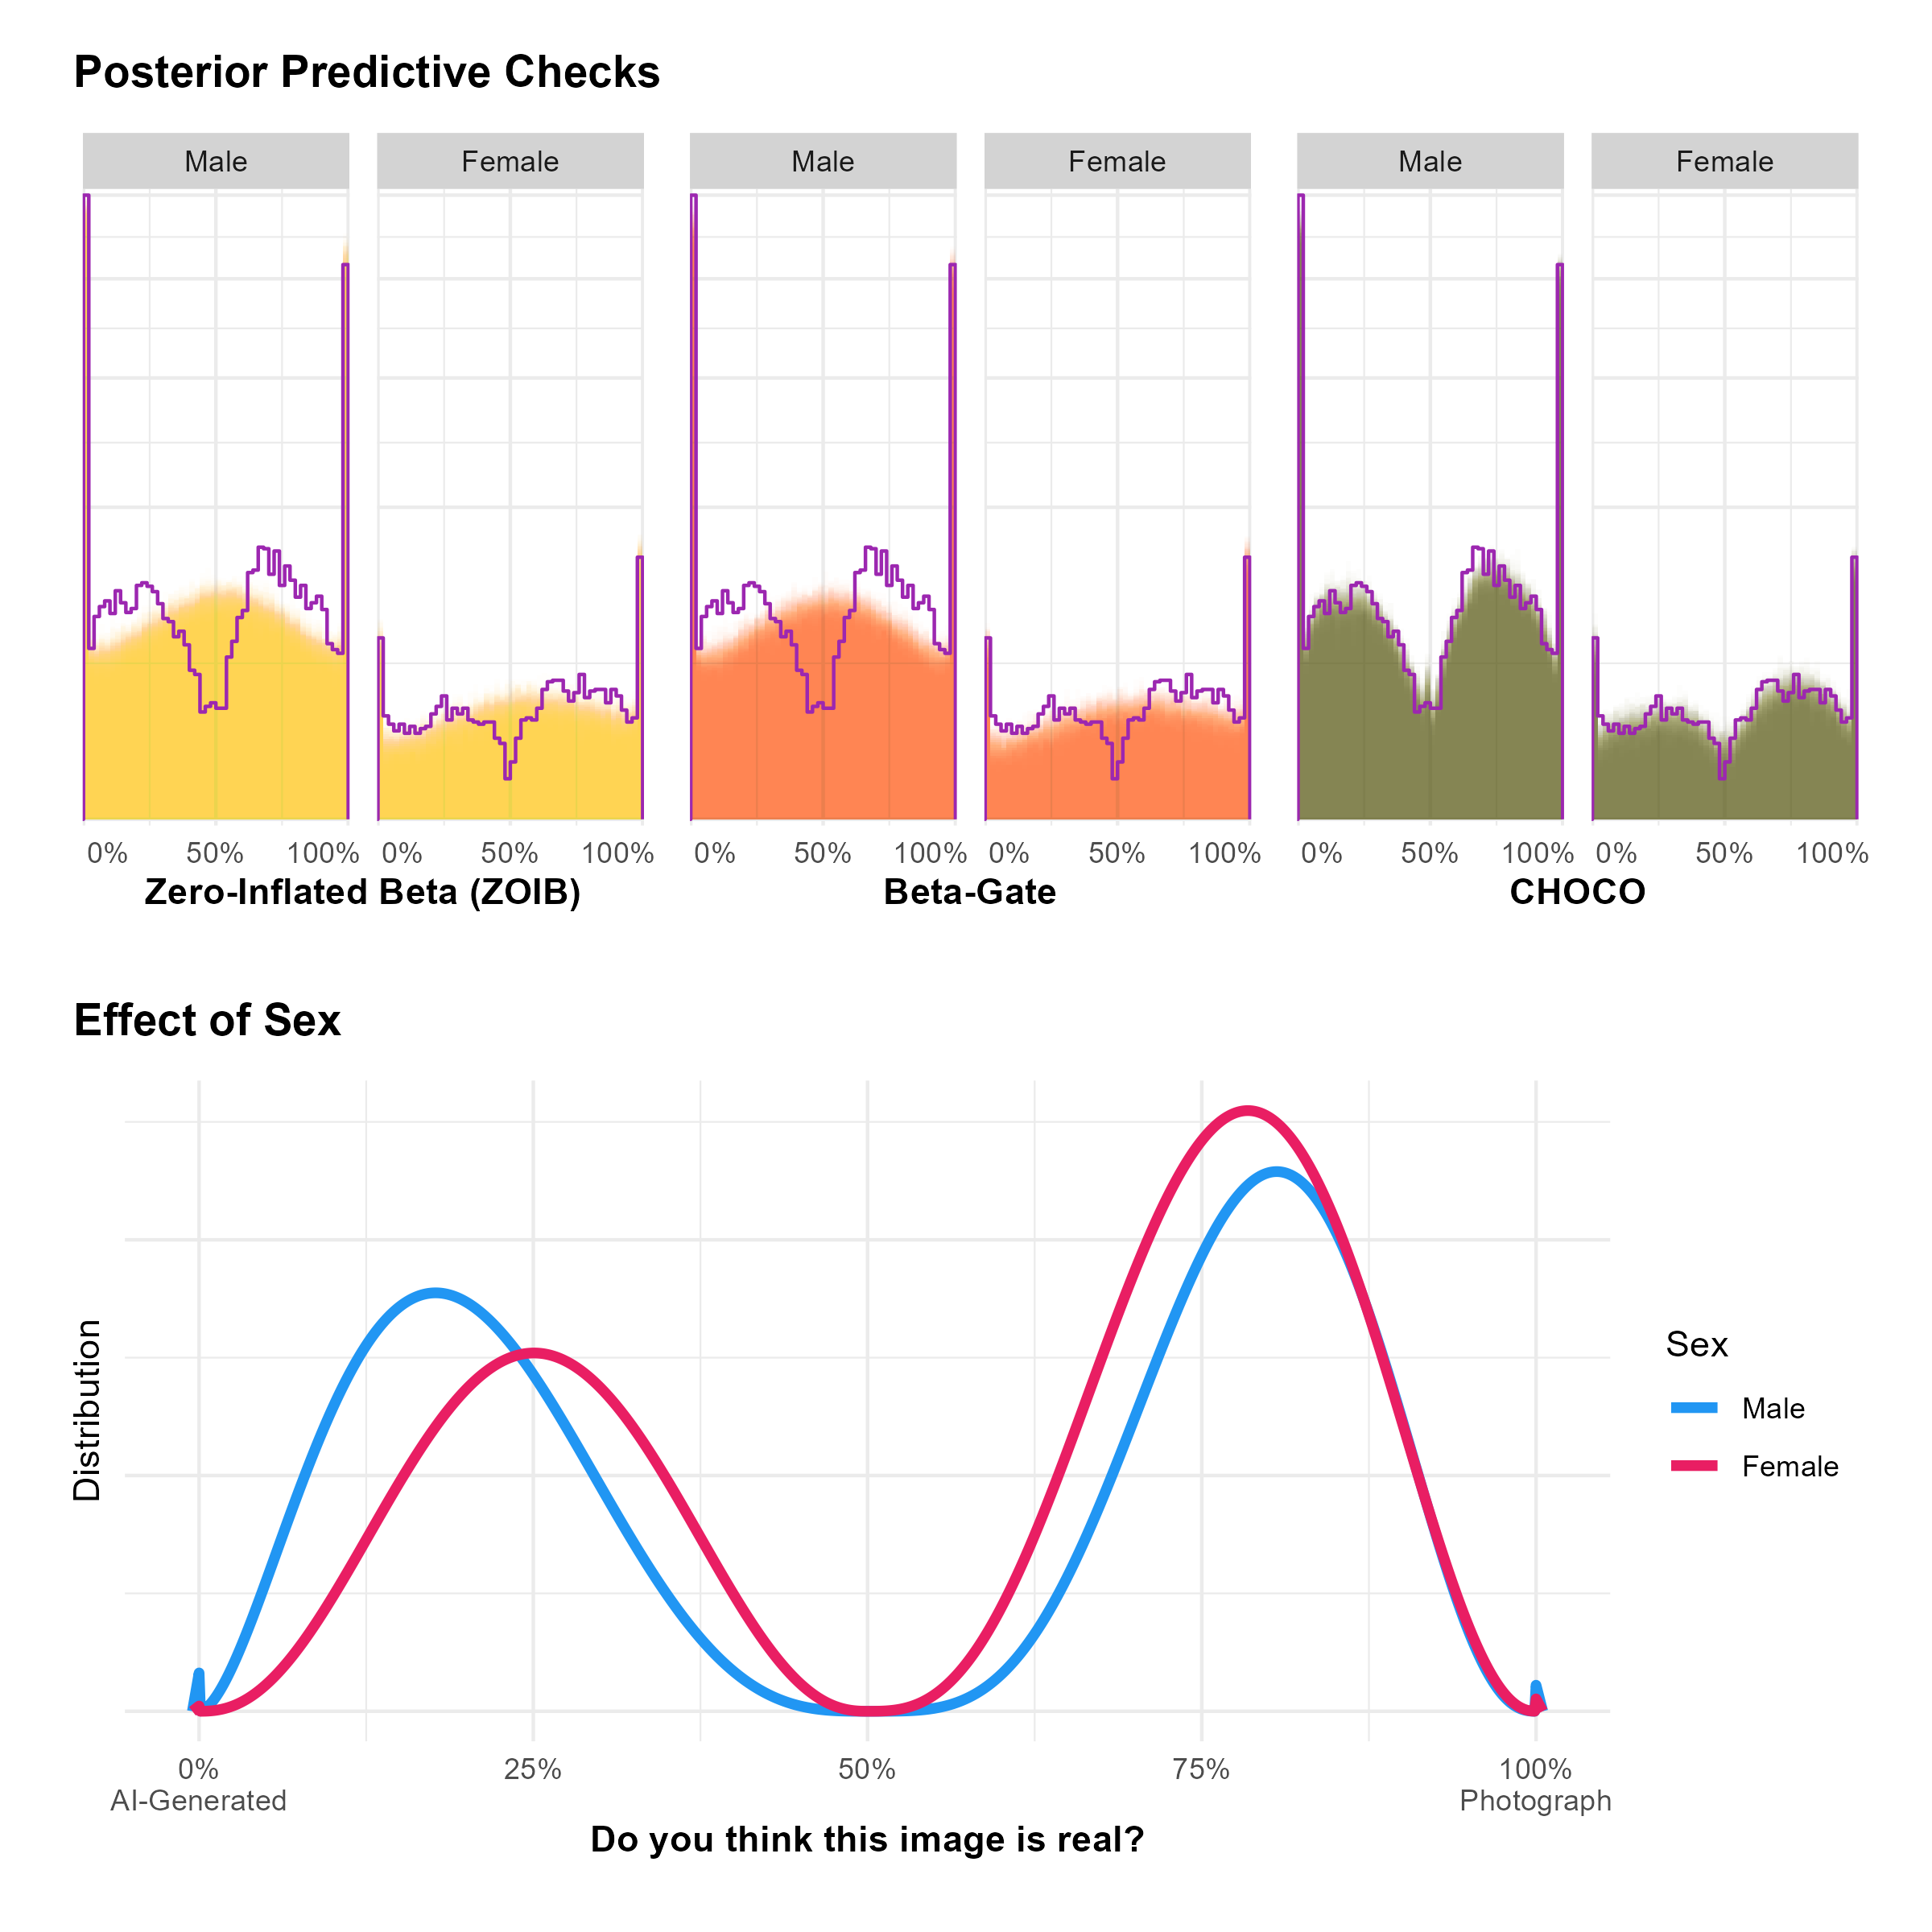 Posterior Predictive Checks
Male Female Male Female Male Female
0% 50% 100% 0% 50% 100% 0% 50% 100% 0% 50% 100% 0% 50% 100% 0% 50% 100%
Zero-Inflated Beta (ZOIB) Beta-Gate CHOCO
Effect of Sex
Distribution
Sex
Male
Female
0% 25% 50% 75% 100%
AI-Generated Photograph
Do you think this image is real?